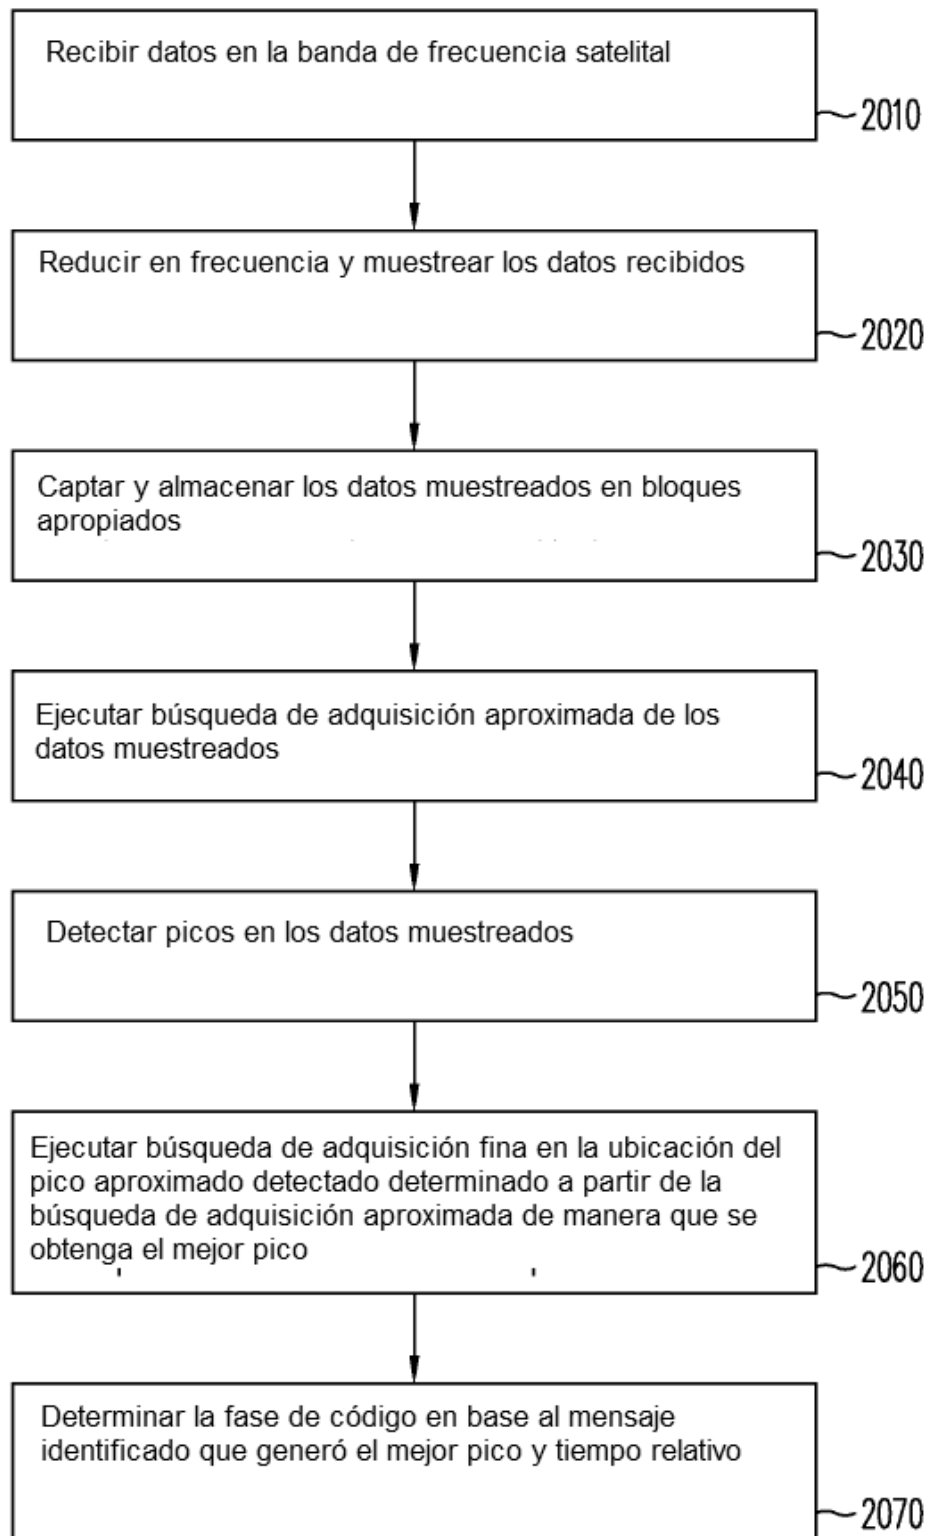 Recibir datos en la banda de frecuencia satelital
2010
Reducir en frecuencia y muestrear los datos recibidos
2020
Captar y almacenar los datos muestreados en bloques
apropiados
2030
Ejecutar búsqueda de adquisición aproximada de los
datos muestreados
2040
Detectar picos en los datos muestreados
2050
Ejecutar búsqueda de adquisición fina en la ubicación del
pico aproximado detectado determinado a partir de la
búsqueda de adquisición aproximada de manera que se
obtenga el mejor pico
2060
Determinar la fase de código en base al mensaje
identificado que generó el mejor pico y tiempo relativo
2070